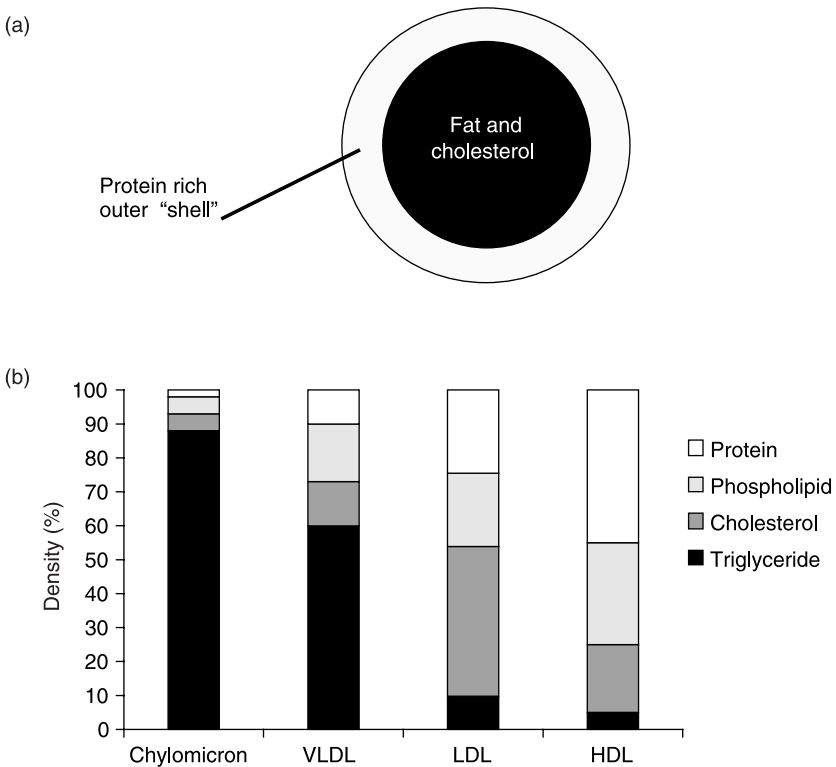 (a)
Fat and
cholesterol
Protein rich
outer “shell”
(b)
Density (%)
100
90
80
70
60
50
40
30
20
10
0
Chylomicron
VLDL
LDL
HDL
Protein
Phospholipid
Cholesterol
Triglyceride